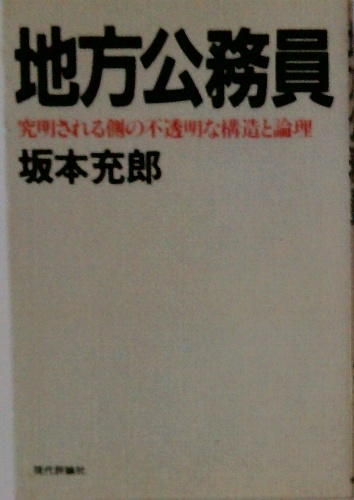 地方公務員
究明される側の不透明な構造と論理
坂本充郎
現代評論社